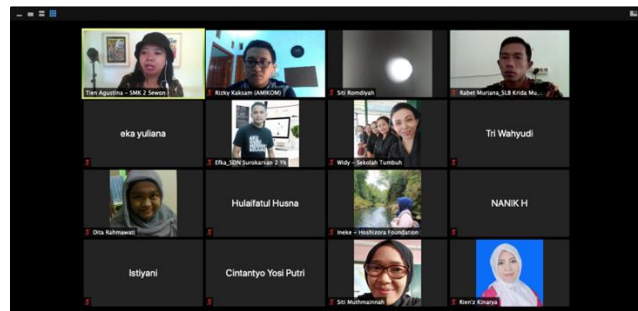 Tien Agustina - SMK 2 Sewon
Rizky Kaksam (AMIKOM)
Siti Romdiyah
Rabet Muriana_SLB Krida Mu...
eka yuliana
Efka_SDN Surokarsan 2 Yk
Widy - Sekolah Tumbuh
Tri Wahyudi
Dita Rahmawati
Hulaifatul Husna
Ineke - Hoshizora Foundation
NANIK H
Istiyani
Cintantyo Yosi Putri
Siti Muthmainnah
Rien'z Kinarya